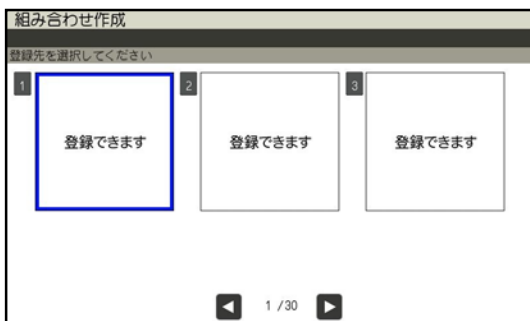 組み合わせ作成
登録先を選択してください
1 2 3
登録できます 登録できます 登録できます
1 / 30